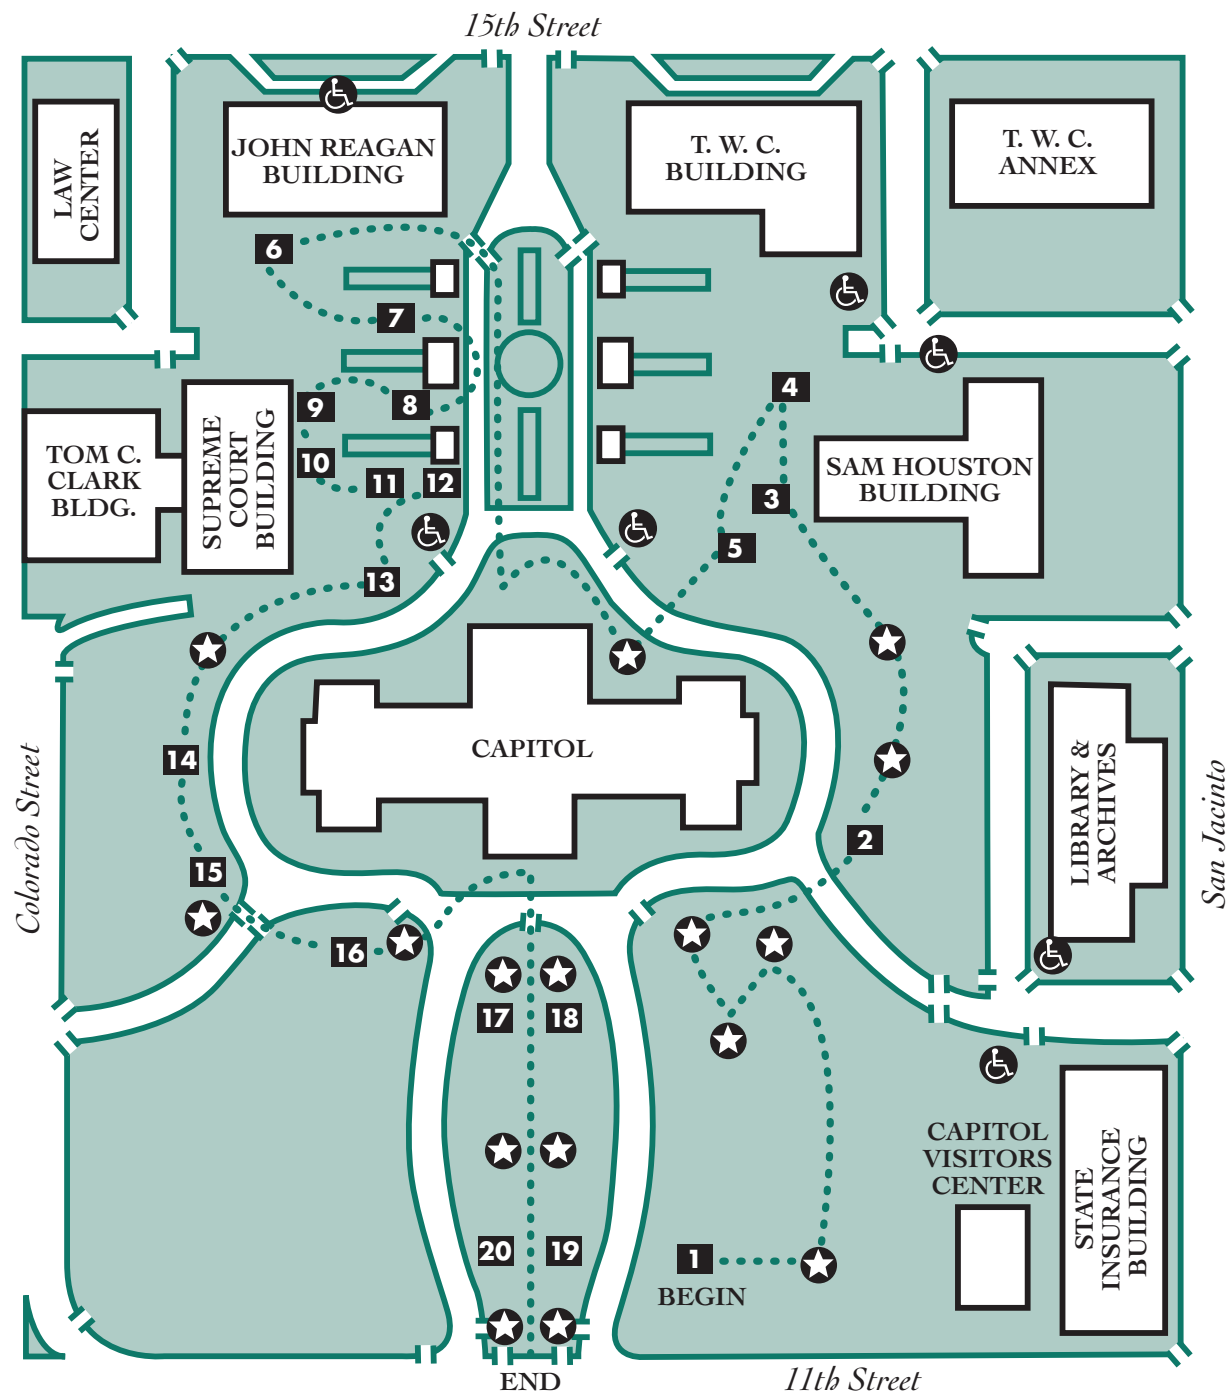 15th Street
LAW
CENTER
JOHN REAGAN
BUILDING
T. W. C.
BUILDING
T. W. C.
ANNEX
6
7
4
9
8
TOM C.
CLARK
BLDG.
SUPREME
COURT
BUILDING
10
11
12
3
SAM HOUSTON
BUILDING
5
13
14
CAPITOL
2
LIBRARY &
ARCHIVES
Colorado Street
San Jacinto
15
16
17
18
CAPITOL
VISITORS
CENTER
STATE
INSURANCE
BUILDING
20
19
1
BEGIN
END
11th Street